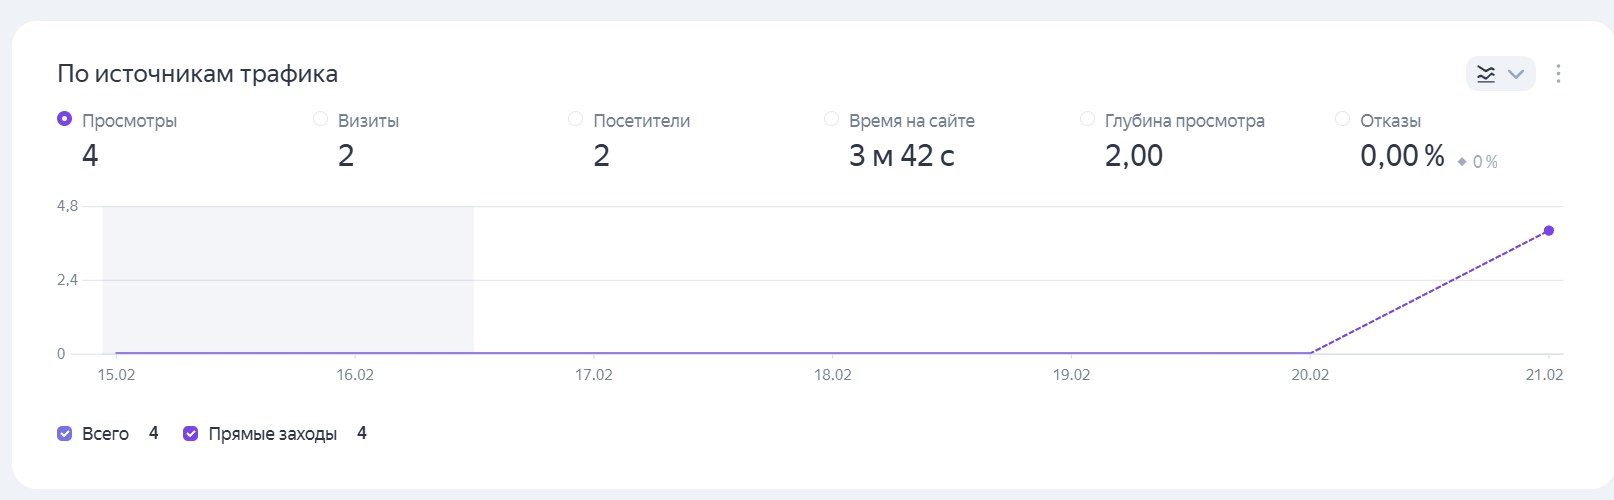 По источникам трафика
Просмотры Визиты Посетители Время на сайте Глубина просмотра Отказы
4 2 2 3 м 42 с 2,00 0,00 % 0 %
4,8
2,4
0
15.02 16.02 17.02 18.02 19.02 20.02 21.02
Всего 4 Прямые заходы 4